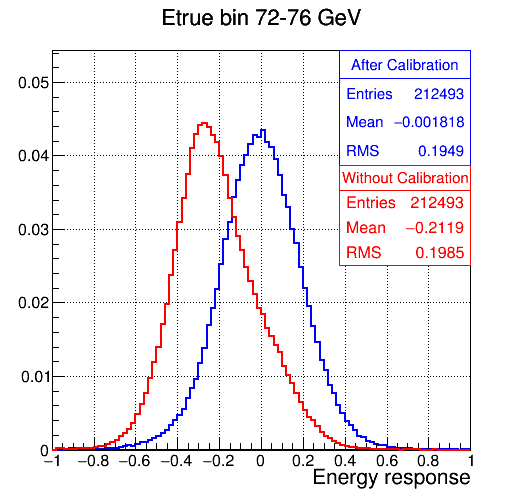 Etrue bin 72-76 GeV
After Calibration
Entries 212493
Mean −0.001818
RMS 0.1949
Without Calibration
Entries 212493
Mean −0.2119
RMS 0.1985
0.05
0.04
0.03
0.02
0.01
0
−1 −0.8 −0.6 −0.4 −0.2 0 0.2 0.4 0.6 0.8 1
Energy response